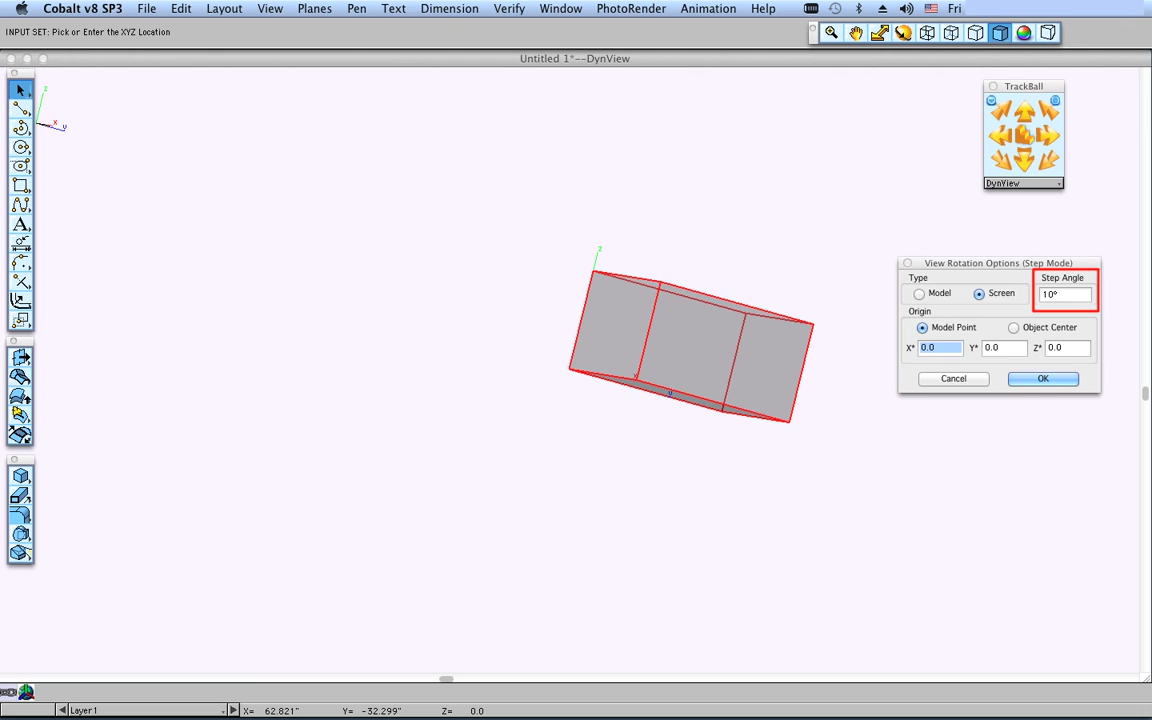 Cobalt v8 SP3 File Edit Layout View Planes Pen Text Dimension Verify Window PhotoRender Animation Help Fri
INPUT SET: Pick or Enter the XYZ Location
Untitled 1*--DynView
TrackBall
z
x
DynView
z
View Rotation Options (Step Mode)
Type Step Angle
Model Screen 10°
Origin
Model Point Object Center
X* 0.0 Y* 0.0 Z* 0.0
Cancel OK
A
Layer1 X= 62.821" Y= -32.299" Z= 0.0